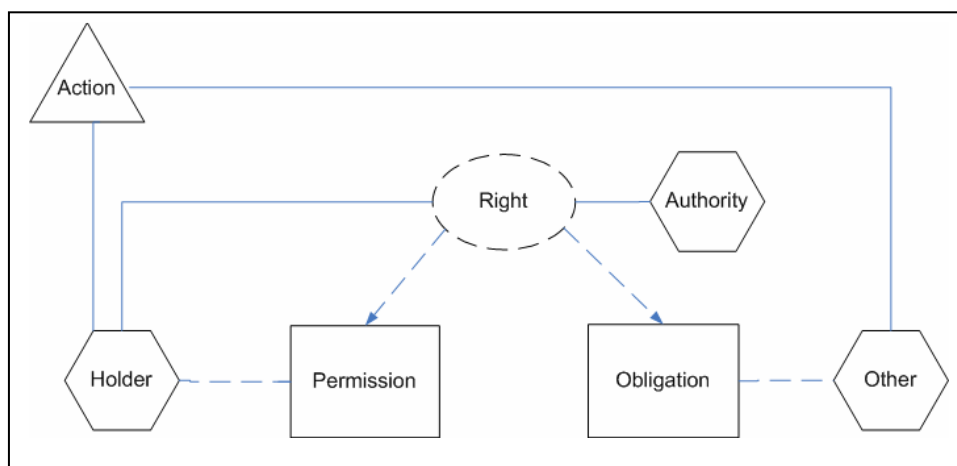 Action
Right
Authority
Holder
Permission
Obligation
Other